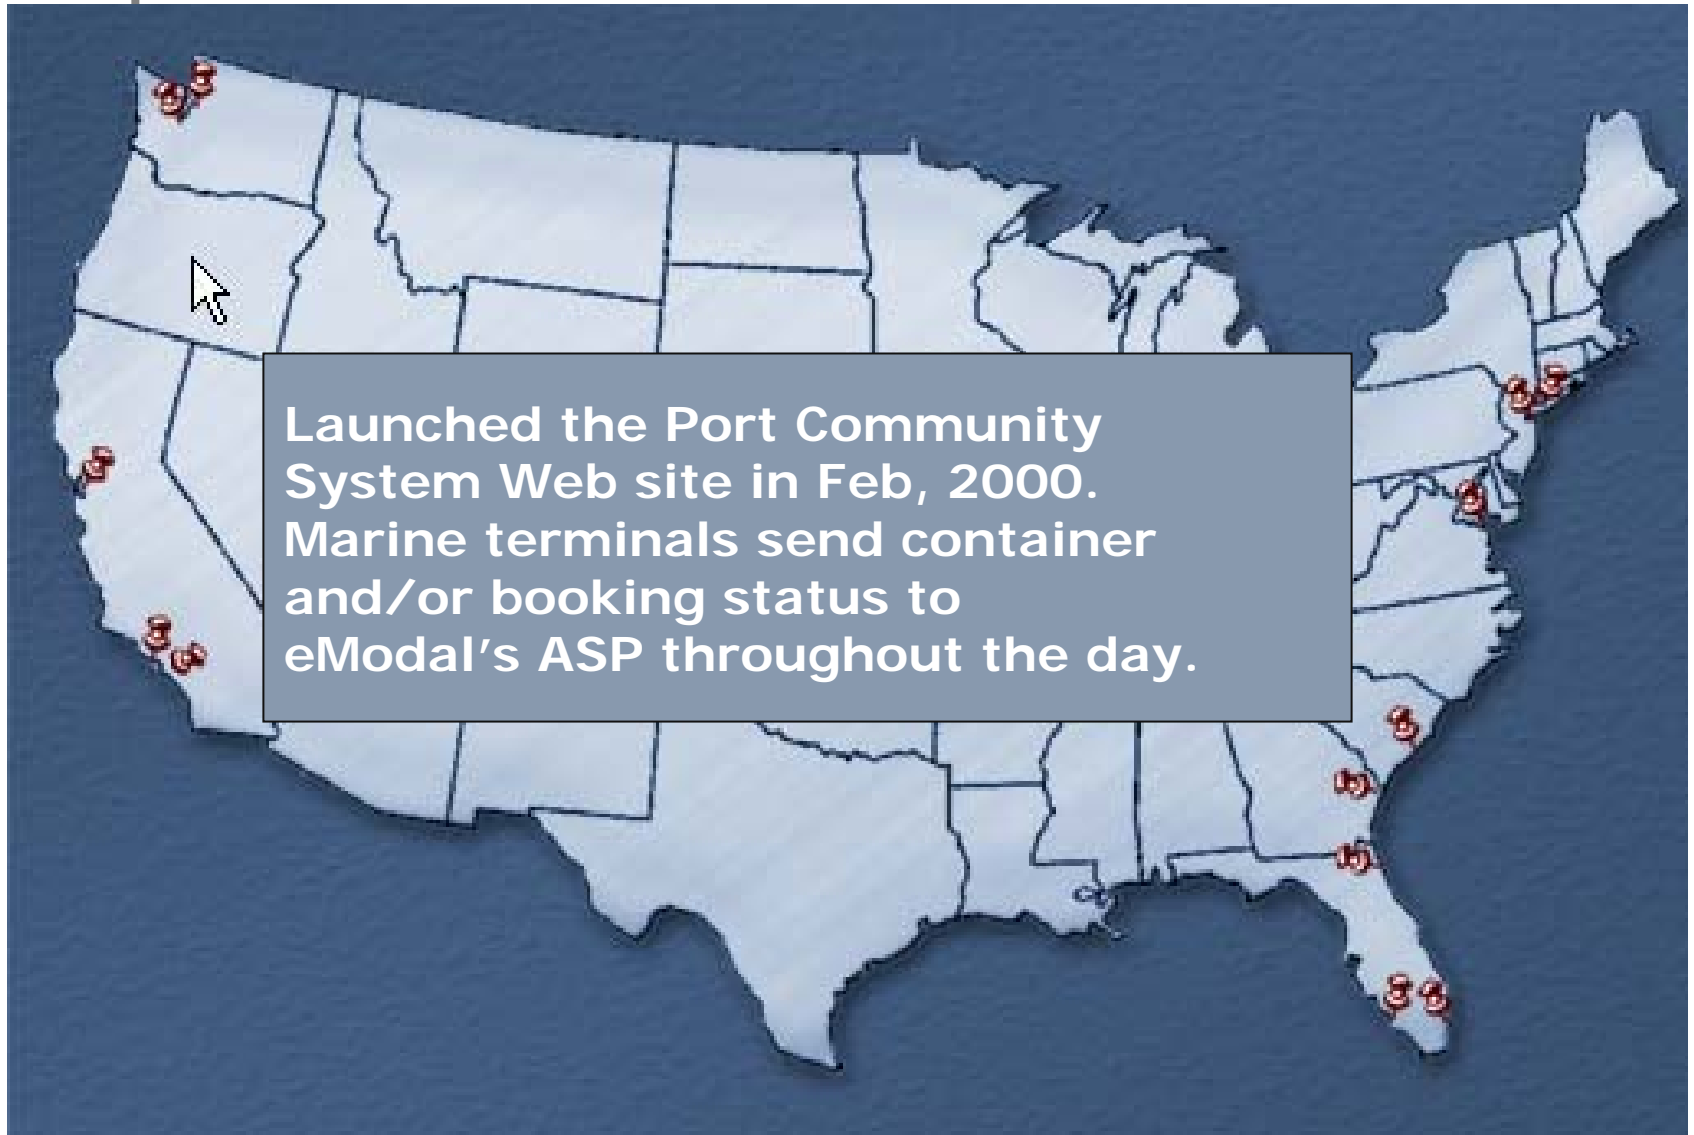 Launched the Port Community
System Web site in Feb, 2000.
Marine terminals send container
and/or booking status to
eModal's ASP throughout the day.